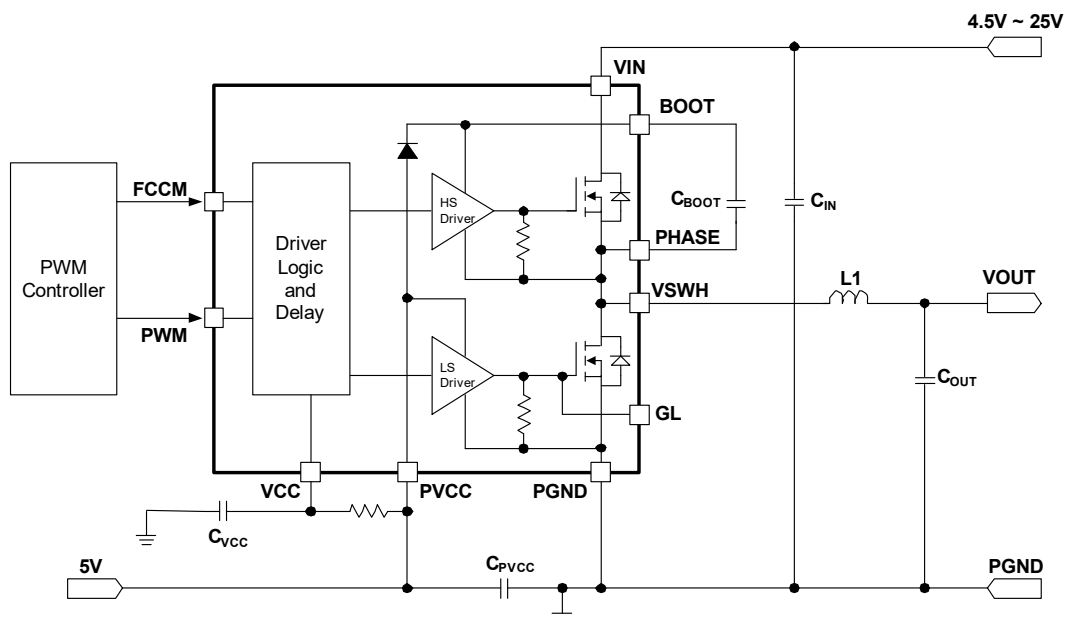 4.5V ~ 25V
VIN
BOOT
FCCM
HS
Driver
CBOOT
CIN
PWM
Controller
Driver
Logic
and
Delay
PHASE
L1
VOUT
VSWH
PWM
LS
Driver
COUT
GL
VCC
PVCC
PGND
CVCC
5V
CPVCC
PGND